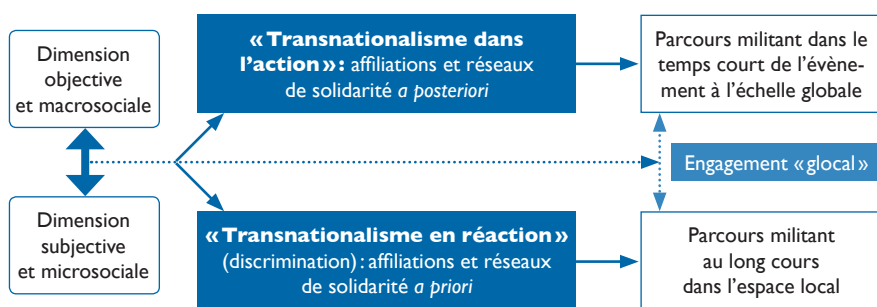 Dimension
objective
et macrosociale
« Transnationalisme dans
l’action » : affiliations et réseaux
de solidarité a posteriori
Parcours militant dans le
temps court de l’évène-
ment à l’échelle globale
Engagement « glocal »
Dimension
subjective
et microsociale
« Transnationalisme en réaction »
(discrimination) : affiliations et réseaux
de solidarité a priori
Parcours militant
au long cours
dans l’espace local